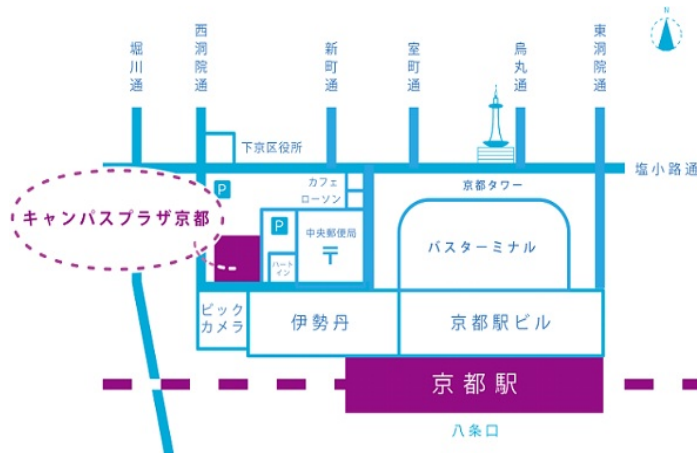 N
堀川通
西洞院通
新町通
室町通
烏丸通
東洞院通
下京区役所
塩小路通
カフェ
ローソン
京都タワー
P
キャンパスプラザ京都
P
中央郵便局
〒
バスターミナル
ハート
イン
ビック
カメラ
伊勢丹
京都駅ビル
京都駅
八条口